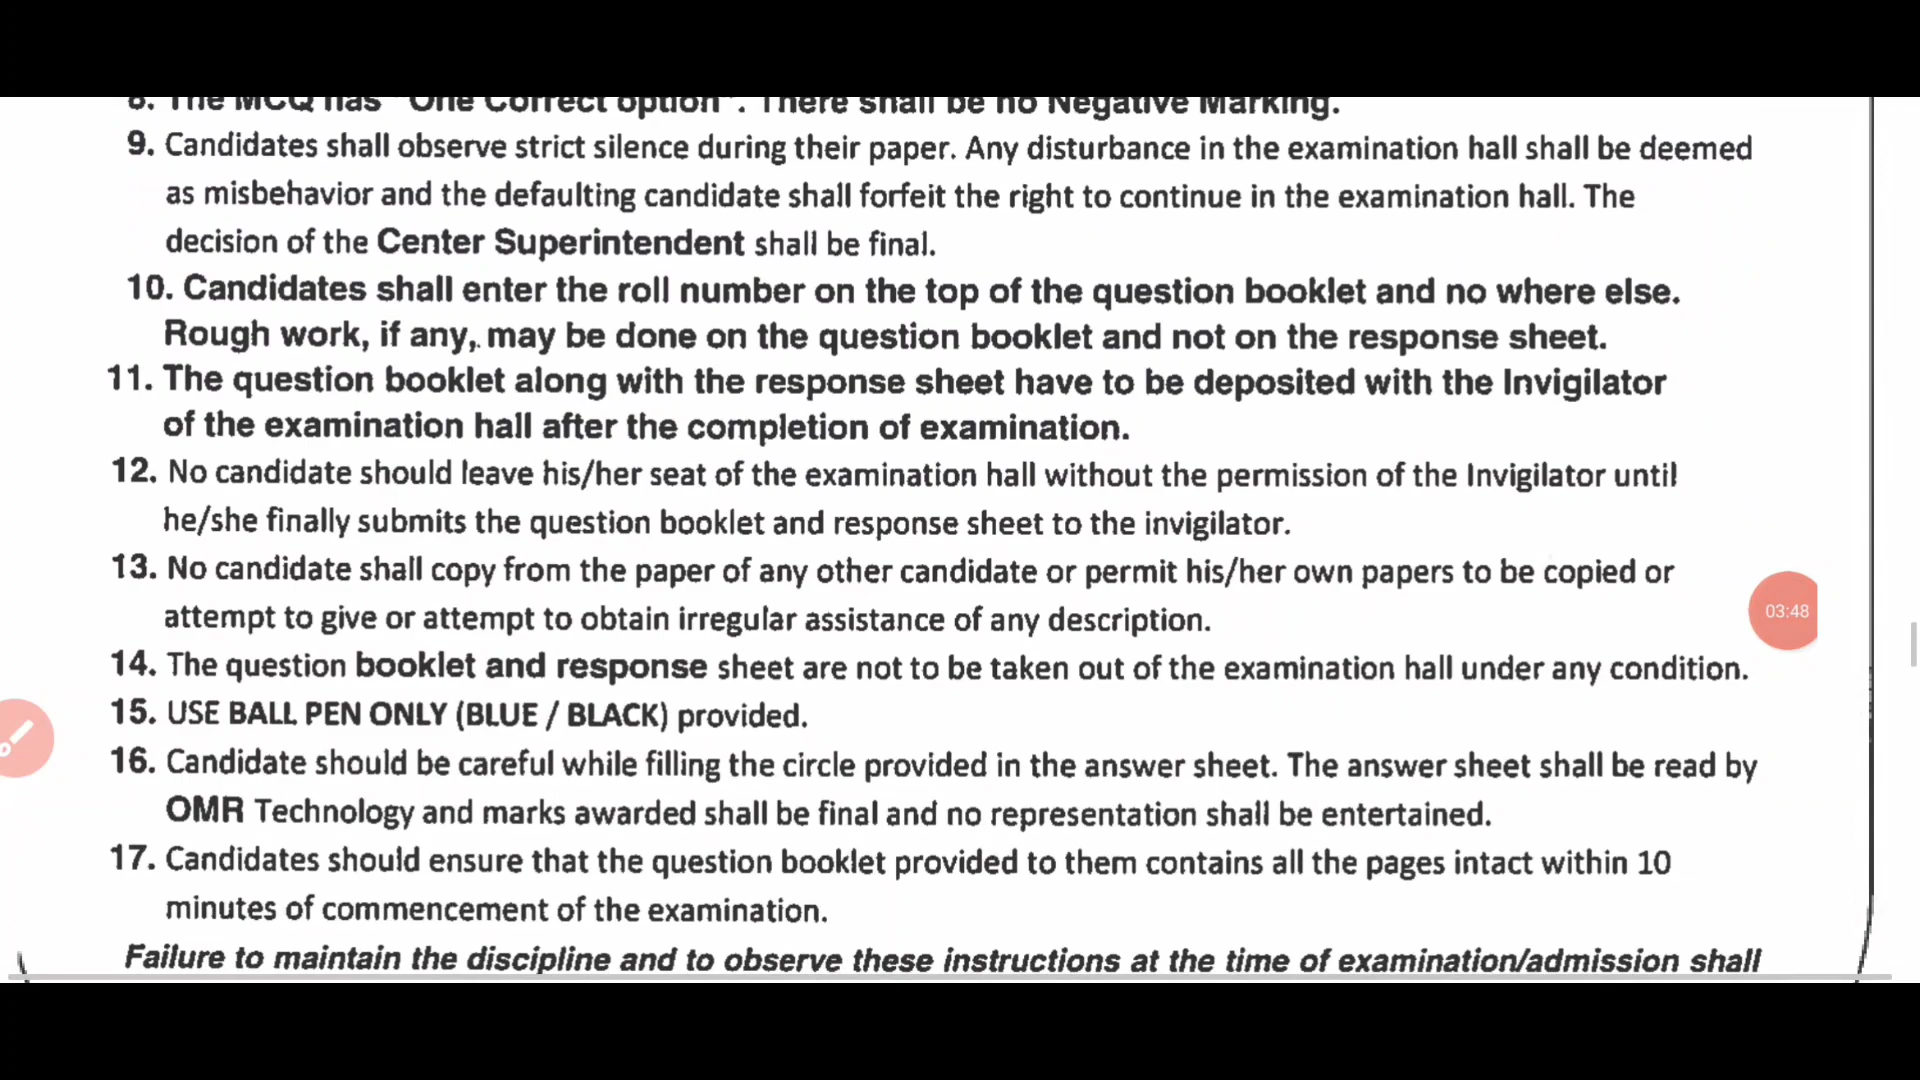 8. The MCQ has "One Correct option". There shall be no Negative Marking.
9. Candidates shall observe strict silence during their paper. Any disturbance in the examination hall shall be deemed
as misbehavior and the defaulting candidate shall forfeit the right to continue in the examination hall. The
decision of the Center Superintendent shall be final.
10. Candidates shall enter the roll number on the top of the question booklet and no where else.
Rough work, if any, may be done on the question booklet and not on the response sheet.
11. The question booklet along with the response sheet have to be deposited with the Invigilator
of the examination hall after the completion of examination.
12. No candidate should leave his/her seat of the examination hall without the permission of the Invigilator until
he/she finally submits the question booklet and response sheet to the invigilator.
13. No candidate shall copy from the paper of any other candidate or permit his/her own papers to be copied or
attempt to give or attempt to obtain irregular assistance of any description.
03:48
14. The question booklet and response sheet are not to be taken out of the examination hall under any condition.
15. USE BALL PEN ONLY (BLUE / BLACK) provided.
16. Candidate should be careful while filling the circle provided in the answer sheet. The answer sheet shall be read by
OMR Technology and marks awarded shall be final and no representation shall be entertained.
17. Candidates should ensure that the question booklet provided to them contains all the pages intact within 10
minutes of commencement of the examination.
Failure to maintain the discipline and to observe these instructions at the time of examination/admission shall